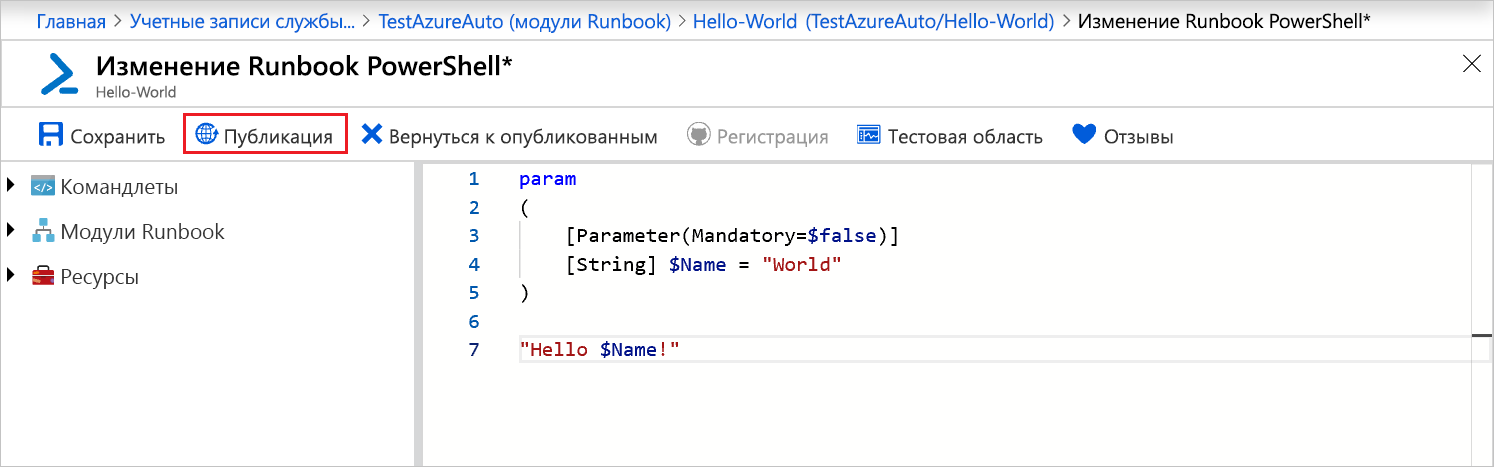 Главная > Учетные записи службы... > TestAzureAuto (модули Runbook) > Hello-World (TestAzureAuto/Hello-World) > Изменение Runbook PowerShell*
Изменение Runbook PowerShell*
Hello-World
Сохранить Публикация Вернуться к опубликованным Регистрация Тестовая область Отзывы
Командлеты
Модули Runbook
Ресурсы
1 param
2 (
3 [Parameter(Mandatory=$false)]
4 [String] $Name = "World"
5 )
6
7 "Hello $Name!"